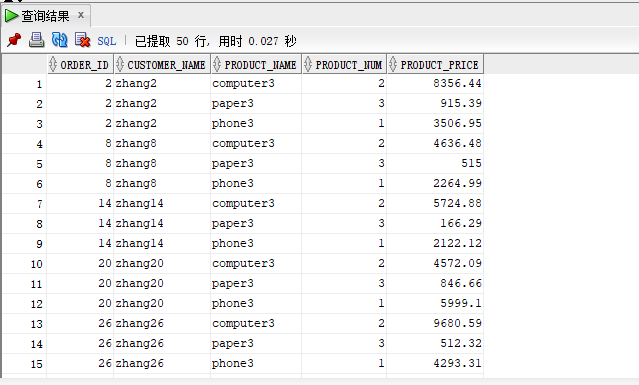 查询结果 x
SQL | 已提取 50 行, 用时 0.027 秒
ORDER_ID CUSTOMER_NAME PRODUCT_NAME PRODUCT_NUM PRODUCT_PRICE
1 2 zhang2 computer3 2 8356.44
2 2 zhang2 paper3 3 915.39
3 2 zhang2 phone3 1 3506.95
4 8 zhang8 computer3 2 4636.48
5 8 zhang8 paper3 3 515
6 8 zhang8 phone3 1 2264.99
7 14 zhang14 computer3 2 5724.88
8 14 zhang14 paper3 3 166.29
9 14 zhang14 phone3 1 2122.12
10 20 zhang20 computer3 2 4572.09
11 20 zhang20 paper3 3 846.66
12 20 zhang20 phone3 1 5999.1
13 26 zhang26 computer3 2 9680.59
14 26 zhang26 paper3 3 512.32
15 26 zhang26 phone3 1 4293.31